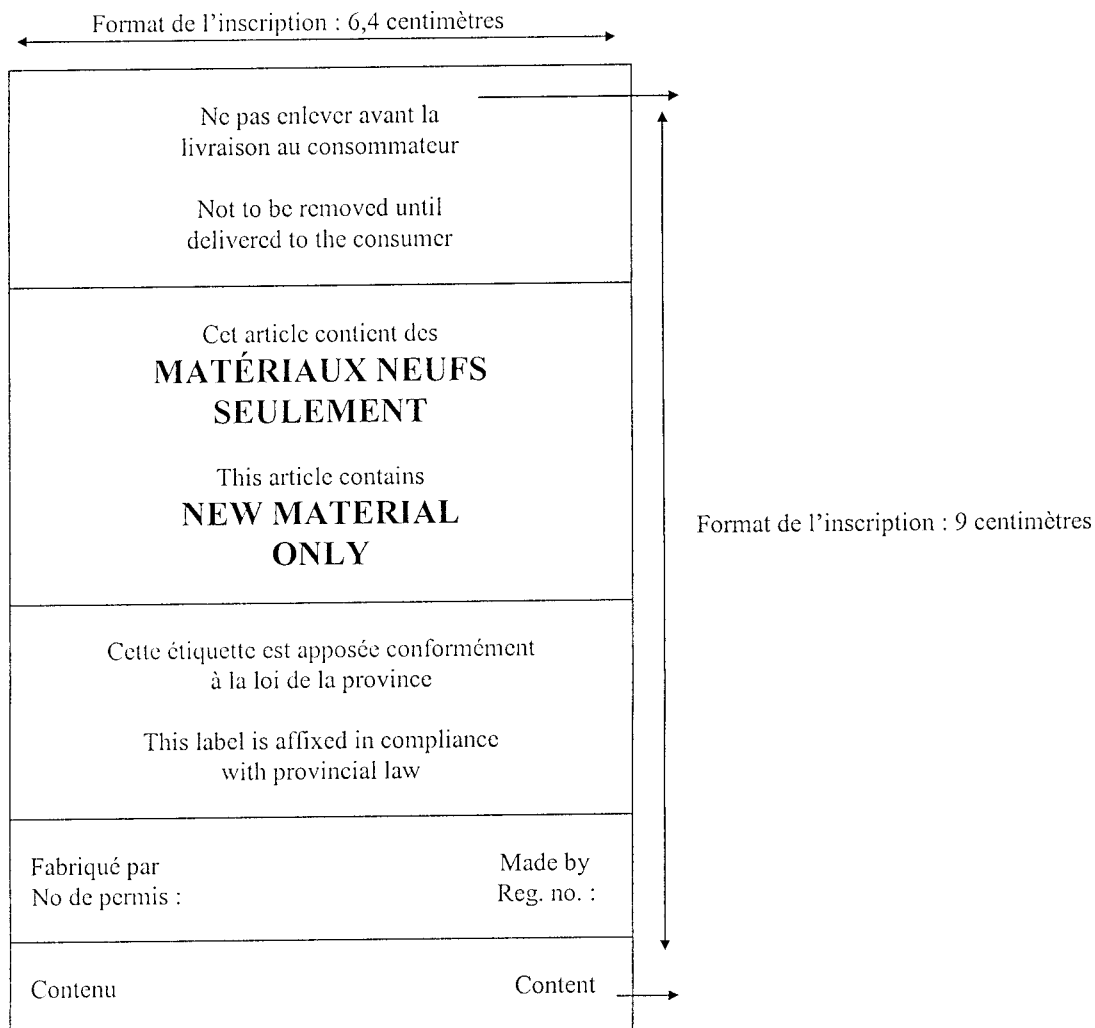 Format de l’inscription : 6,4 centimètres
Ne pas enlever avant la
livraison au consommateur
Not to be removed until
delivered to the consumer
Cet article contient des
MATÉRIAUX NEUFS
SEULEMENT
This article contains
NEW MATERIAL
ONLY
Format de l’inscription : 9 centimètres
Cette étiquette est apposée conformément
à la loi de la province
This label is affixed in compliance
with provincial law
Fabriqué par Made by
No de permis : Reg. no. :
Contenu Content